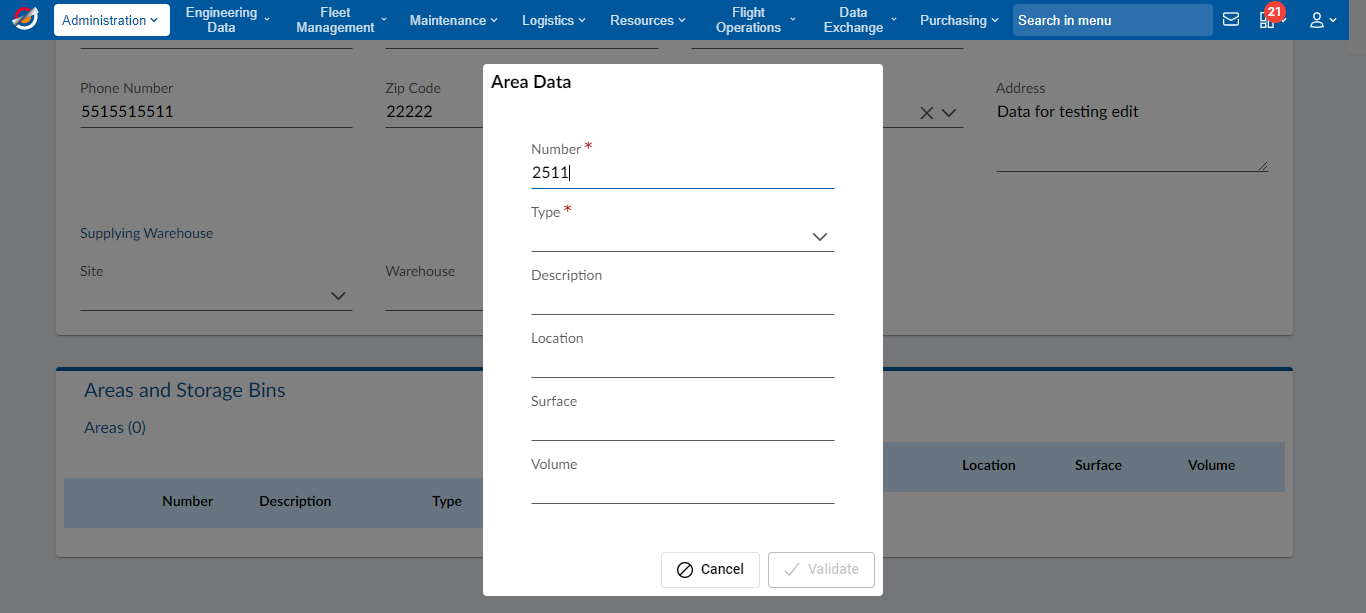 Administration
Engineering Data
Fleet Management
Maintenance
Logistics
Resources
Flight Operations
Data Exchange
Purchasing
Search in menu
21
Phone Number
5515515511
Zip Code
22222
Address
Data for testing edit
Supplying Warehouse
Site
Warehouse
Areas and Storage Bins
Areas (0)
Number Description Type
Location Surface Volume
Area Data
Number *
2511
Type *
Description
Location
Surface
Volume
Cancel
Validate